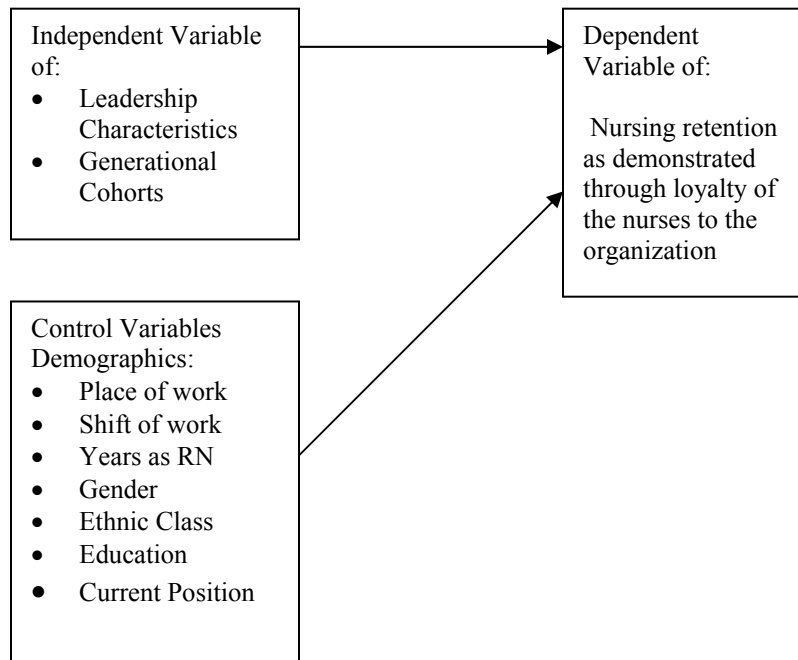 Independent Variable
of:
• Leadership
Characteristics
• Generational
Cohorts
Dependent
Variable of:
Nursing retention
as demonstrated
through loyalty of
the nurses to the
organization
Control Variables
Demographics:
• Place of work
• Shift of work
• Years as RN
• Gender
• Ethnic Class
• Education
• Current Position